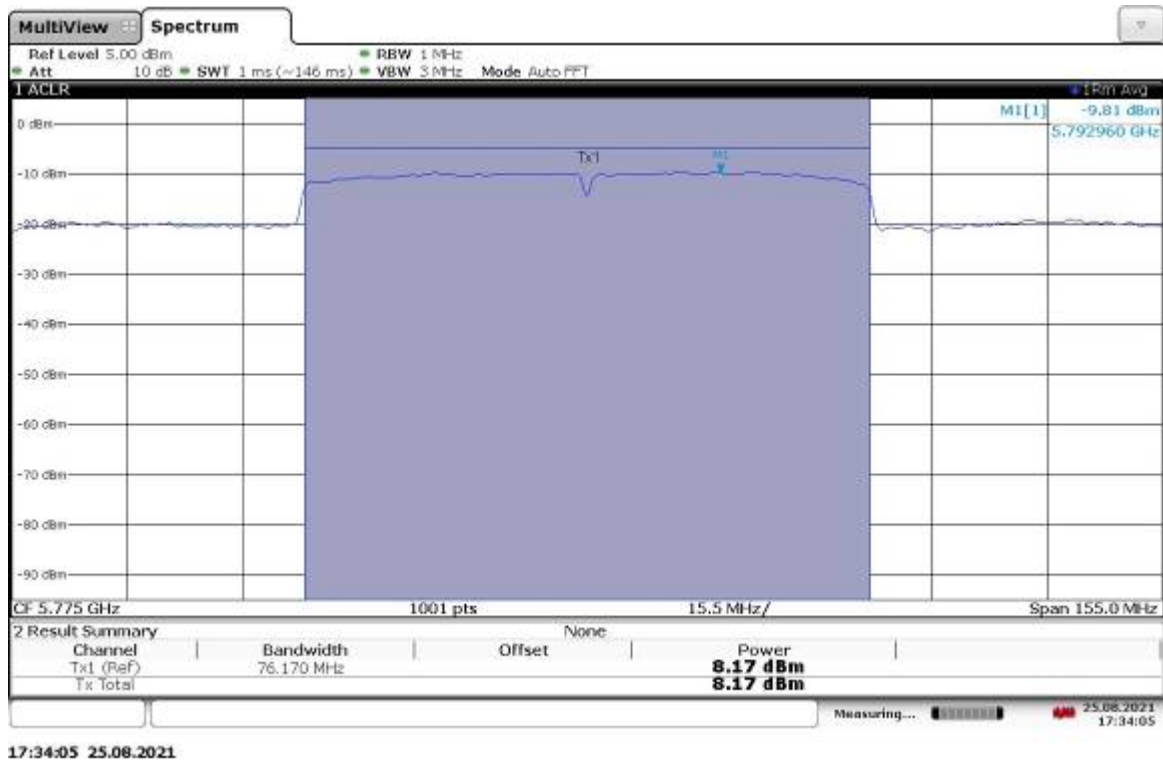 MultiView Spectrum
Ref Level 5.00 dBm RBW 1 MHz
Att 10 dB SWT 1 ms (~146 ms) VBW 3 MHz Mode Auto FFT
1 ACLR 1Rm Avg
M1[1] -9.81 dBm
5.792960 GHz
0 dBm
Tx1 M1
-10 dBm
-20 dBm
-30 dBm
-40 dBm
-50 dBm
-60 dBm
-70 dBm
-80 dBm
-90 dBm
CF 5.775 GHz 1001 pts 15.5 MHz/ Span 155.0 MHz
2 Result Summary None
Channel Bandwidth Offset Power
Tx1 (Ref) 76.170 MHz 8.17 dBm
Tx Total 8.17 dBm
Measuring... 25.08.2021
17:34:05
17:34:05 25.08.2021